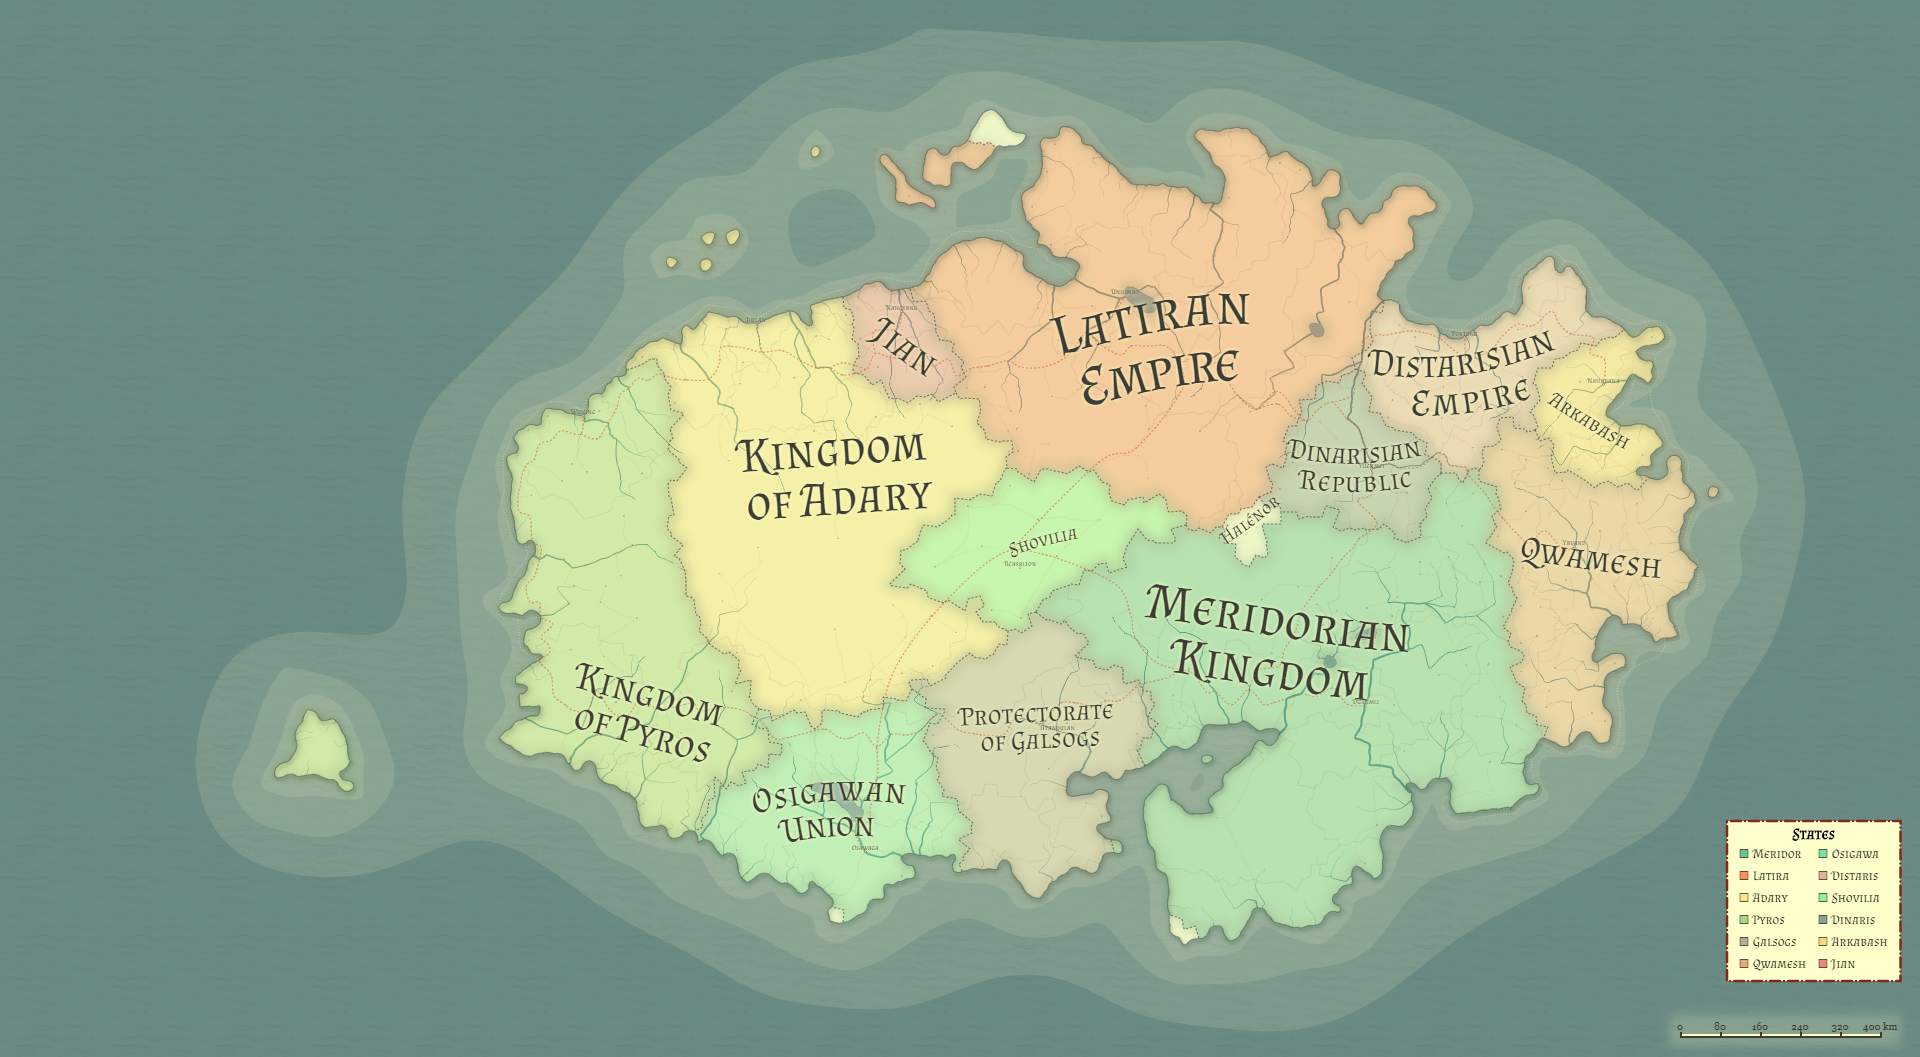 Jian
Latiran
Empire
Distarisian
Empire
Arkabash
Kingdom
of Adary
Dinarisian
Republic
Halenor
Shovilia
Qwamesh
Meridorian
Kingdom
Kingdom
of Pyros
Protectorate
of Galsogs
Osigawan
Union
Osawaga
States
Meridor
Osigawa
Latira
Distaris
Adary
Shovilia
Pyros
Dinaris
Galsogs
Arkabash
Qwamesh
Jian
0 80 160 240 320 400 km